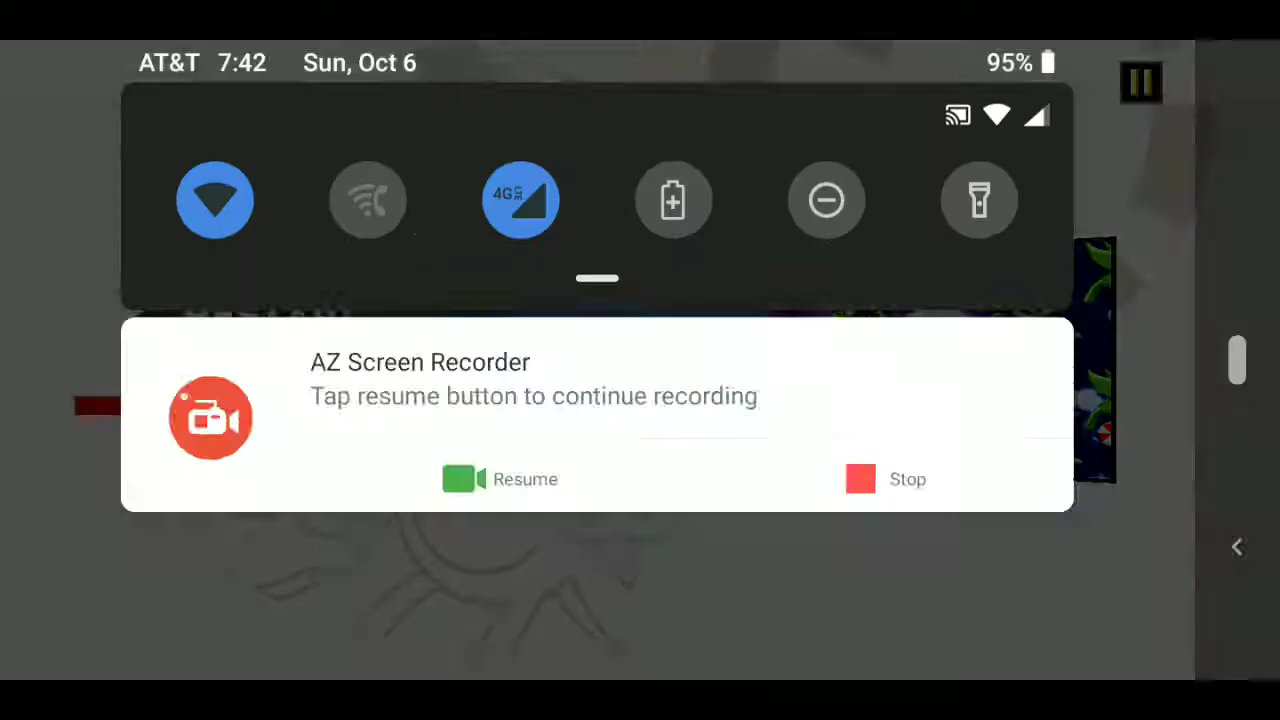 AT&T 7:42 Sun, Oct 6 95%
4G LTE
AZ Screen Recorder
Tap resume button to continue recording
Resume Stop